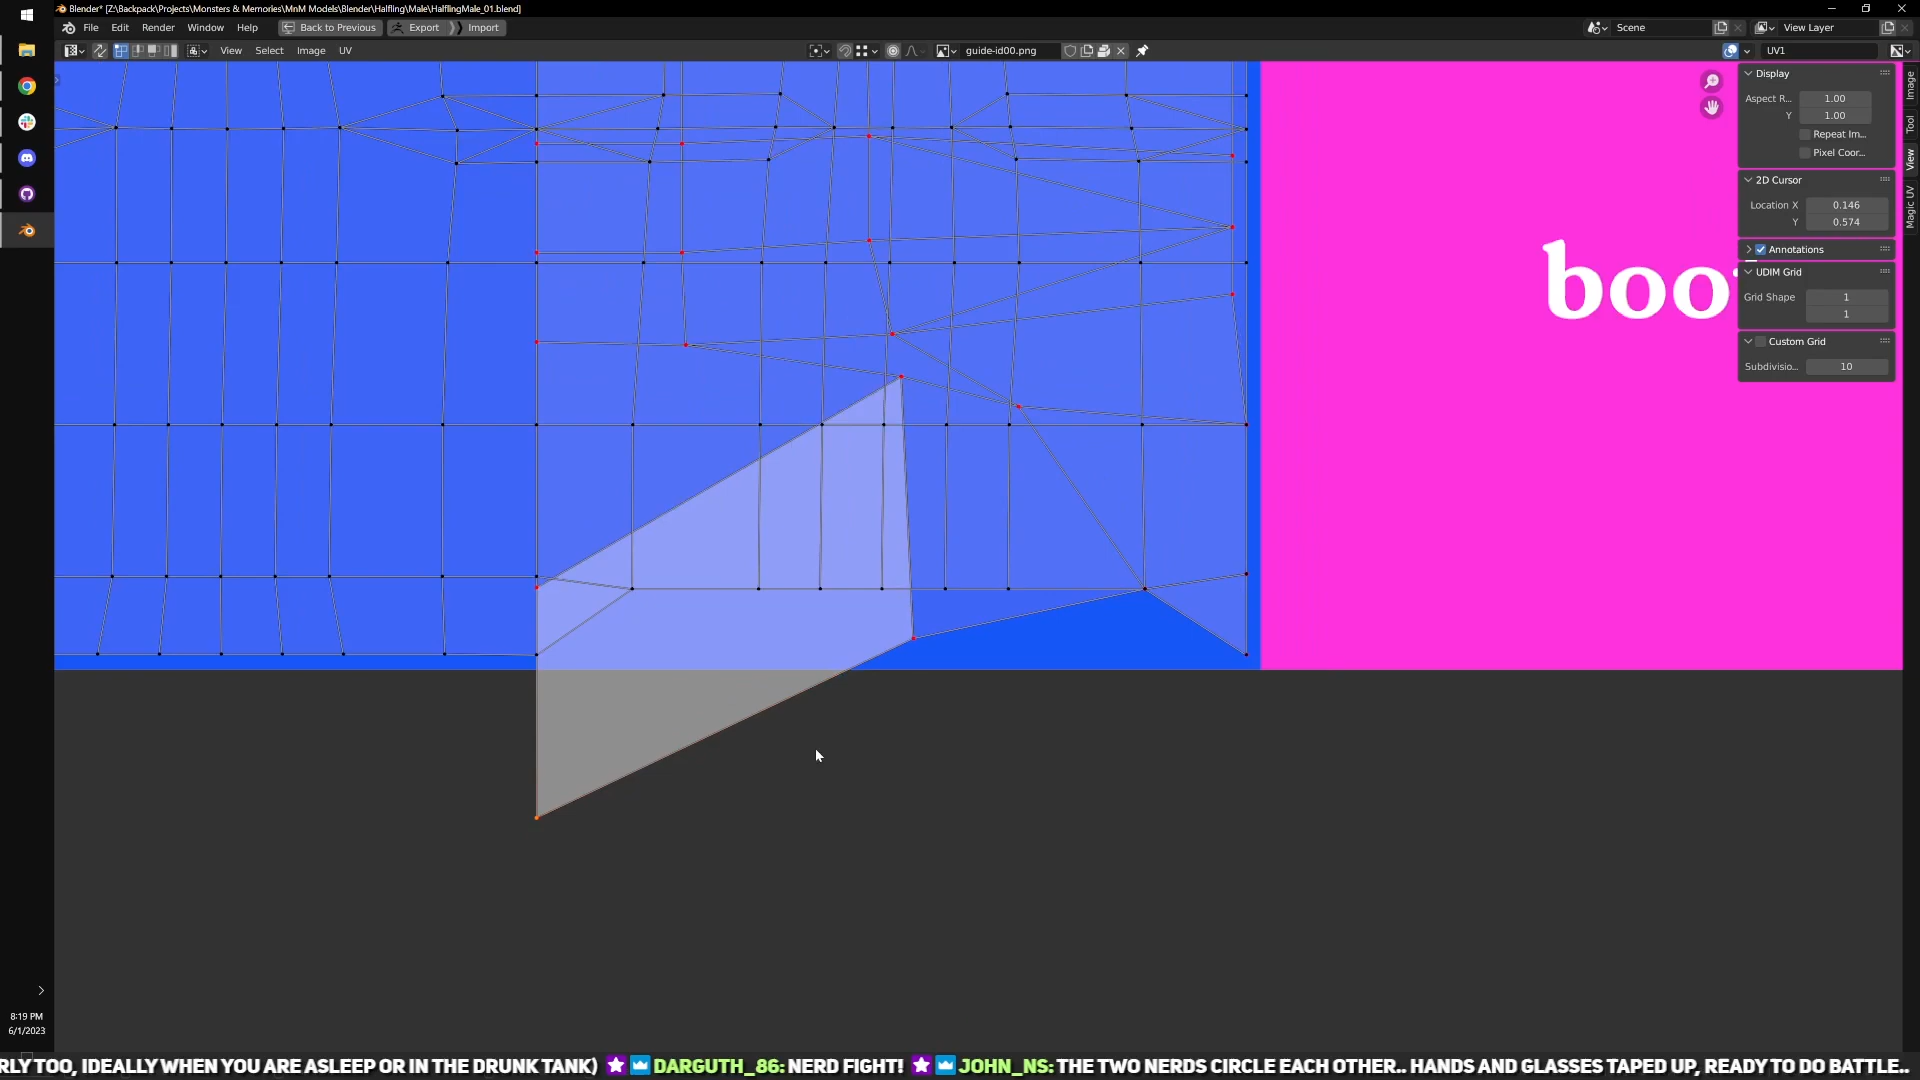 Blender* [Z:\Backpack\Projects\Monsters & Memories\MnM Models\Blender\Halfling\Male\HalflingMale_01.blend]
File Edit Render Window Help Back to Previous Export Import Scene View Layer
View Select Image UV guide-id00.png UV1
Display
Aspect R... 1.00
Y 1.00
Repeat Im...
Pixel Coor...
2D Cursor
Location X 0.146
Y 0.574
Annotations
UDIM Grid
Grid Shape 1
1
Custom Grid
Subdivisio... 10
Image
Tool
View
Magic UV
boo
8:19 PM
6/1/2023
RLY TOO, IDEALLY WHEN YOU ARE ASLEEP OR IN THE DRUNK TANK) DARGUTH_86: NERD FIGHT! JOHN_NS: THE TWO NERDS CIRCLE EACH OTHER.. HANDS AND GLASSES TAPED UP, READY TO DO BATTLE..